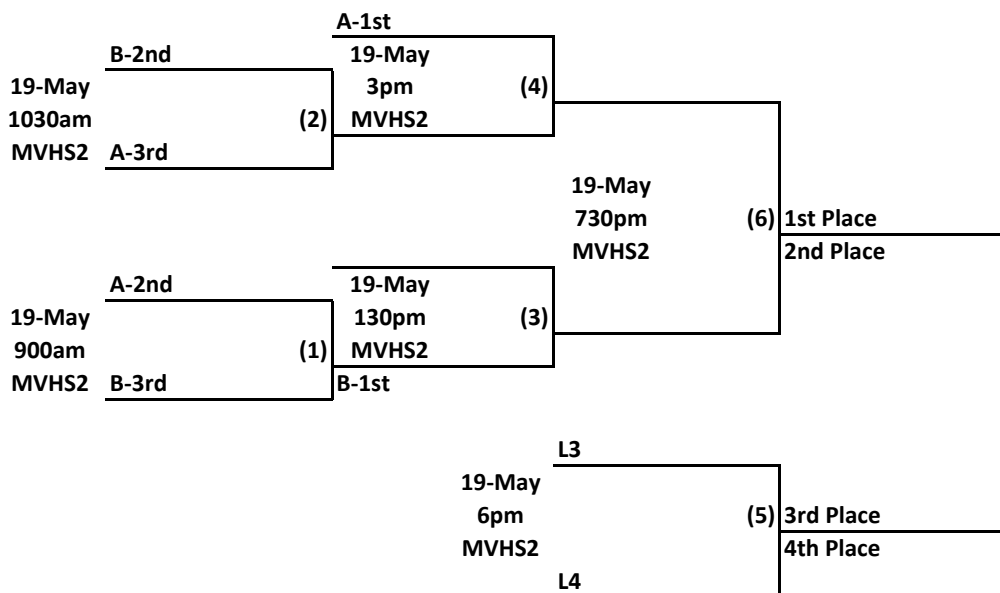 A-1st
B-2nd
19-May
3pm
(4)
MVHS2
19-May
1030am
(2)
MVHS2
A-3rd
19-May
730pm
(6)
1st Place
MVHS2
2nd Place
A-2nd
19-May
130pm
(3)
MVHS2
19-May
900am
(1)
MVHS2
B-3rd
B-1st
L3
19-May
6pm
(5)
3rd Place
MVHS2
4th Place
L4